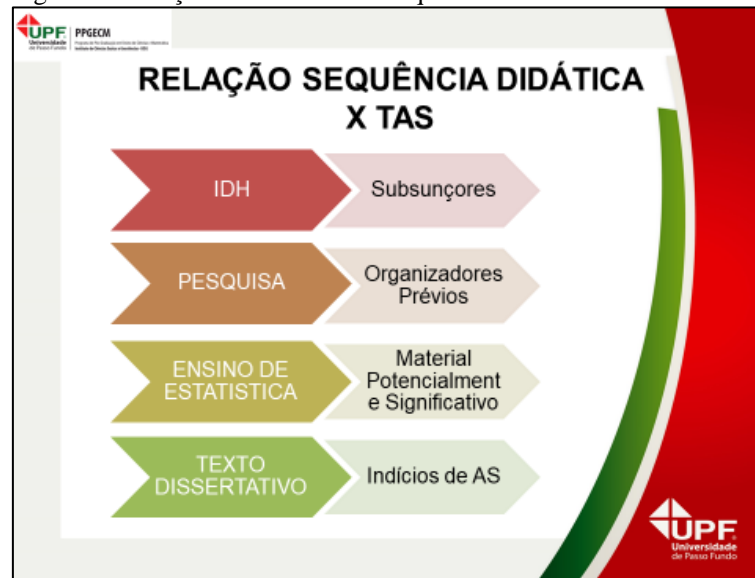 UPF
Universidade
de Passo Fundo
PPGECM
RELAÇÃO SEQUÊNCIA DIDÁTICA
X TAS
IDH
Subsunçores
PESQUISA
Organizadores
Prévios
ENSINO DE
ESTATISTICA
Material
Potencialment
e Significativo
TEXTO
DISSERTATIVO
Indícios de AS
UPF
Universidade
de Passo Fundo